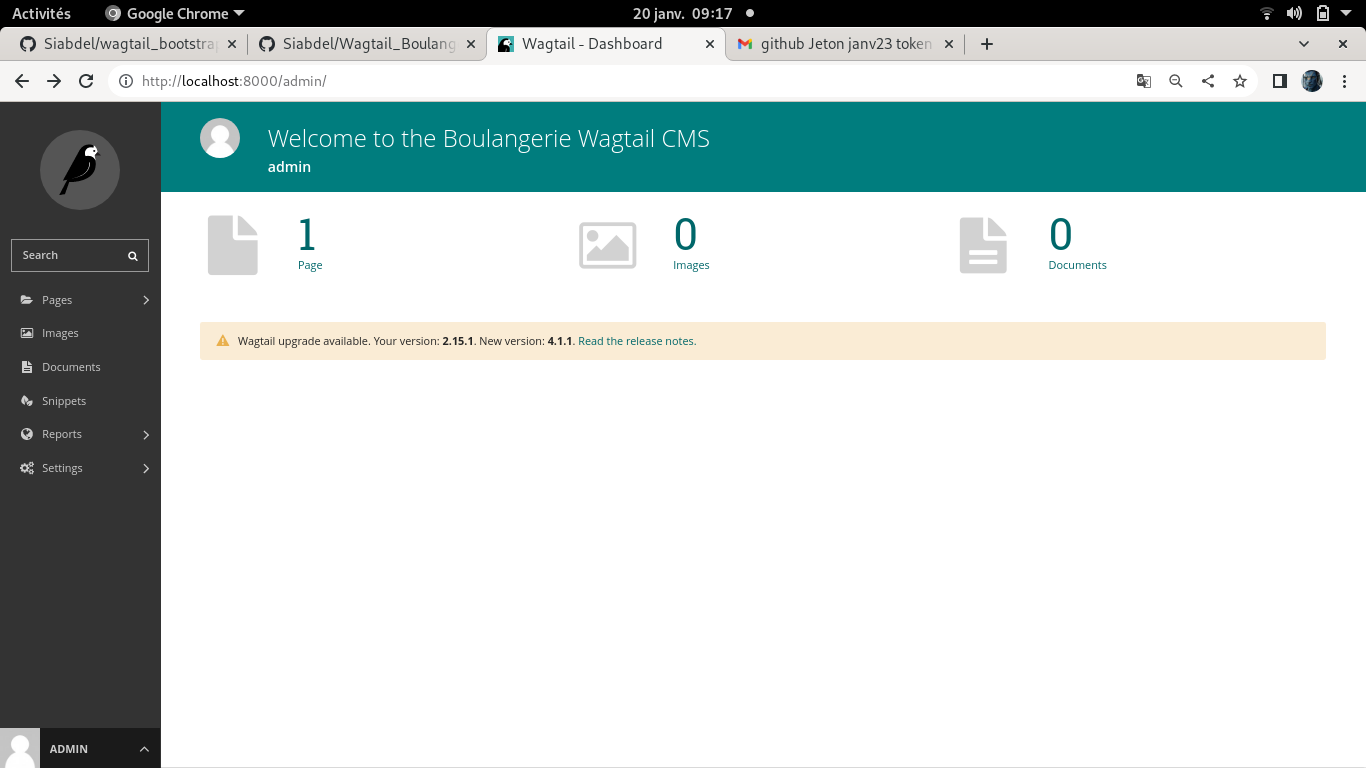 Activités
Google Chrome
20 janv. 09:17
Siabdel/wagtail_bootstra
Siabdel/Wagtail_Boulang
Wagtail - Dashboard
github Jeton janv23 token
http://localhost:8000/admin/
Search
Pages
Images
Documents
Snippets
Reports
Settings
ADMIN
Welcome to the Boulangerie Wagtail CMS
admin
1
Page
0
Images
0
Documents
Wagtail upgrade available. Your version: 2.15.1. New version: 4.1.1. Read the release notes.